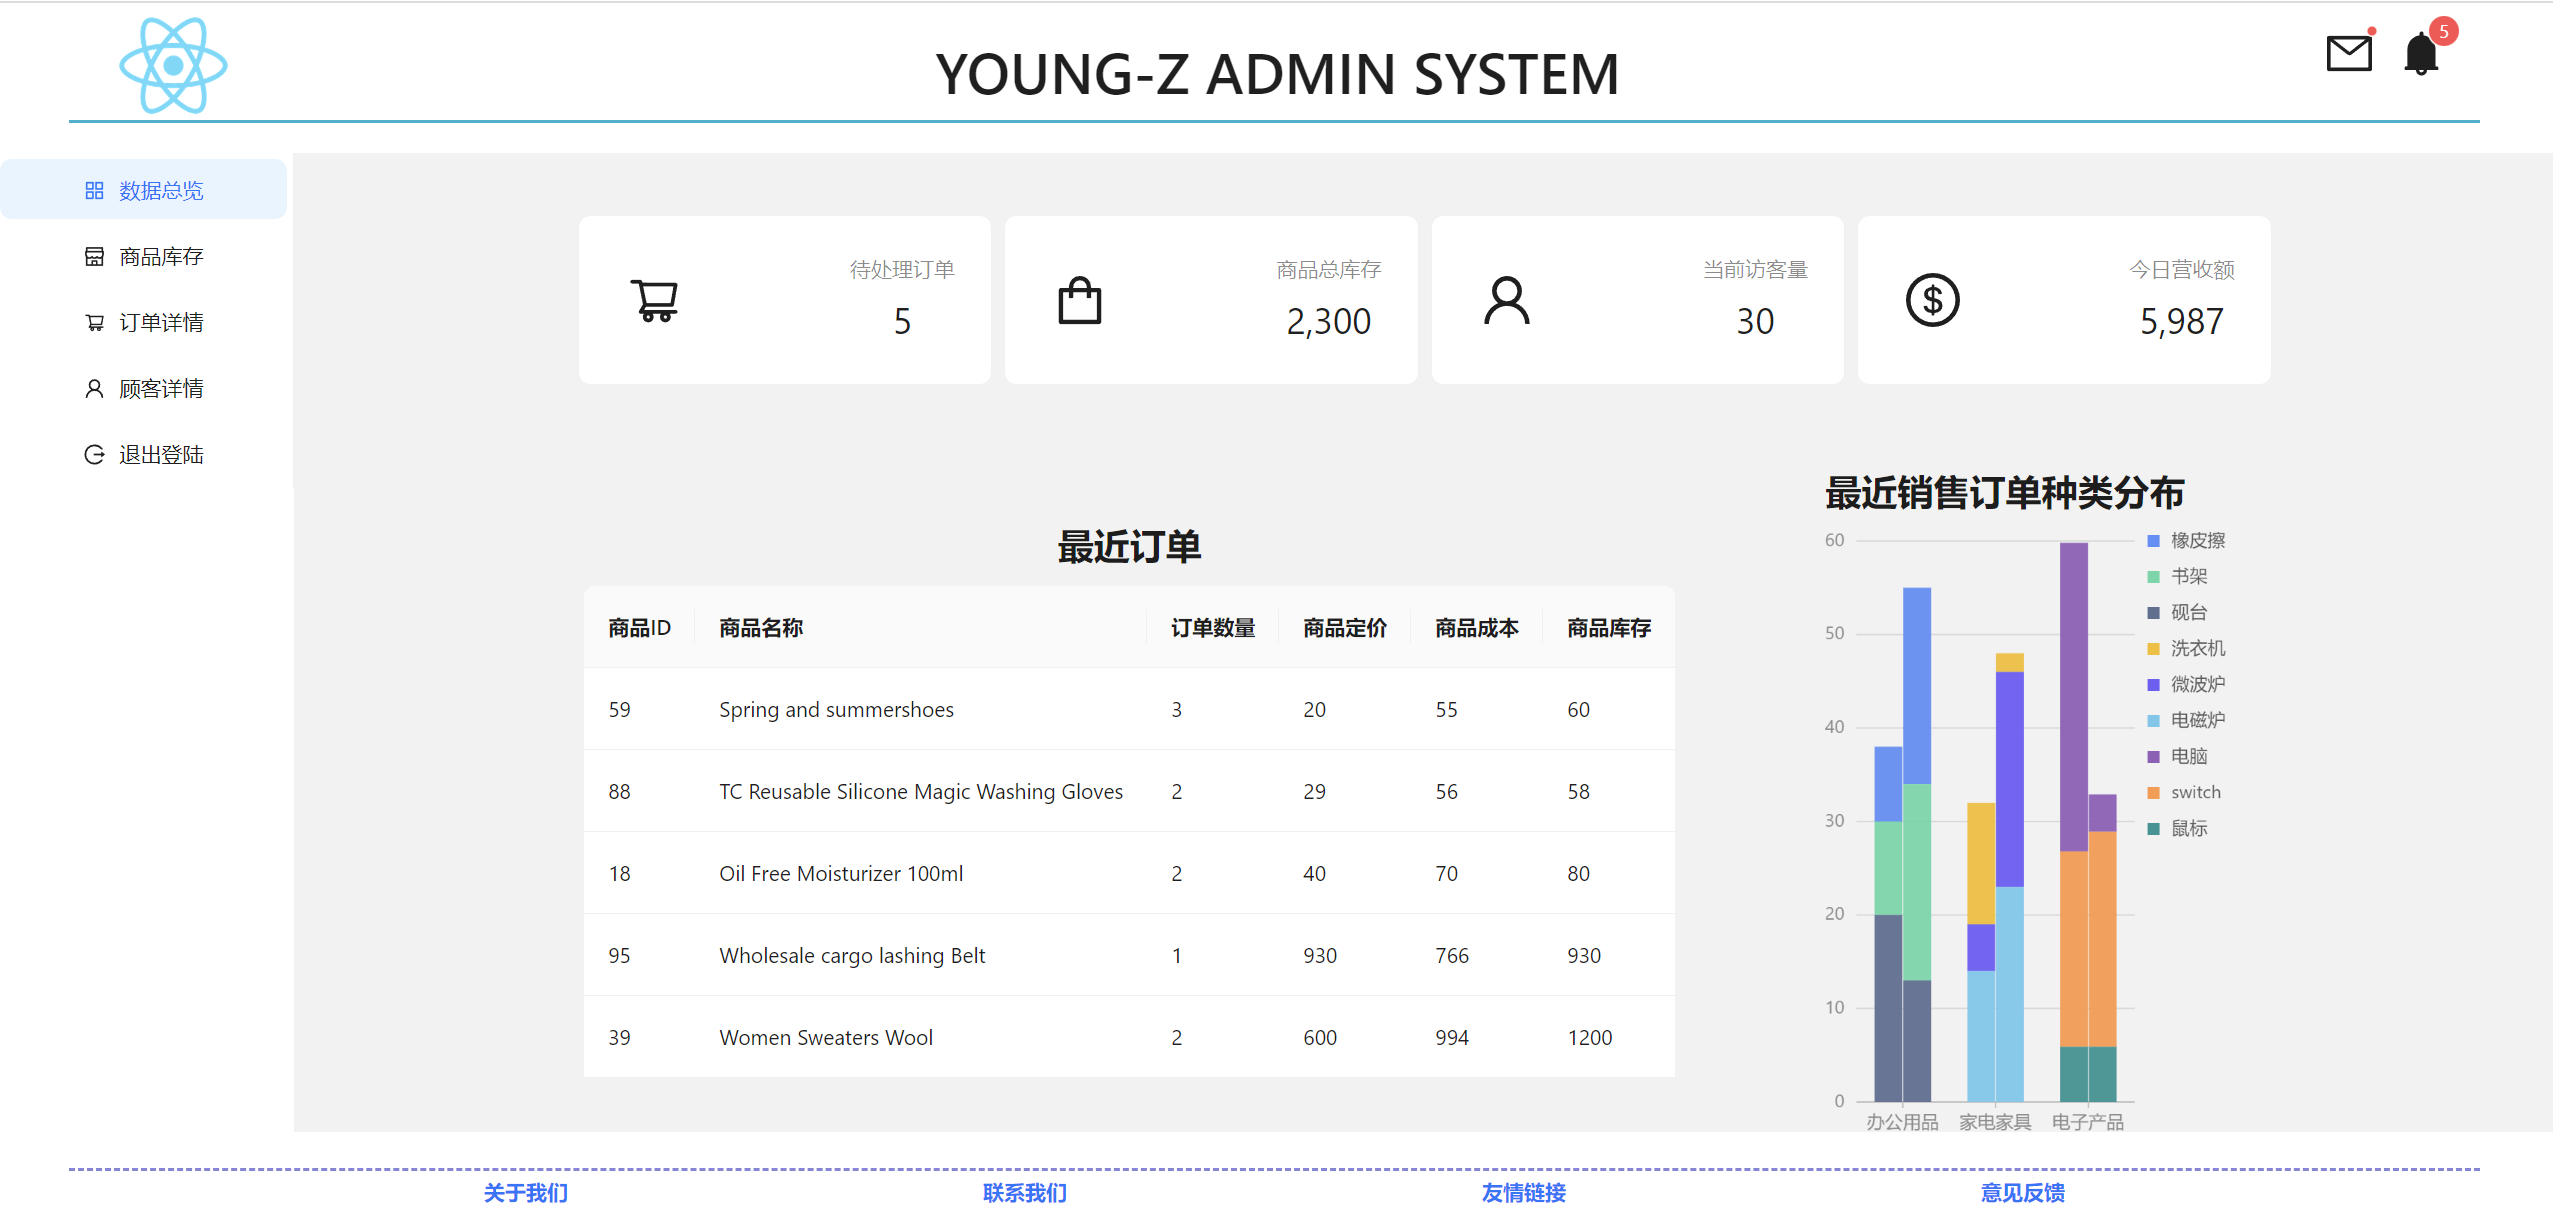 YOUNG-Z ADMIN SYSTEM
5
数据总览
商品库存
订单详情
顾客详情
退出登陆
待处理订单
5
商品总库存
2,300
当前访客量
30
今日营收额
5,987
最近订单
商品ID 商品名称 订单数量 商品定价 商品成本 商品库存
59 Spring and summershoes 3 20 55 60
88 TC Reusable Silicone Magic Washing Gloves 2 29 56 58
18 Oil Free Moisturizer 100ml 2 40 70 80
95 Wholesale cargo lashing Belt 1 930 766 930
39 Women Sweaters Wool 2 600 994 1200
最近销售订单种类分布
60
50
40
30
20
10
0
办公用品 家电家具 电子产品
橡皮擦
书架
砚台
洗衣机
微波炉
电磁炉
电脑
switch
鼠标
关于我们 联系我们 友情链接 意见反馈